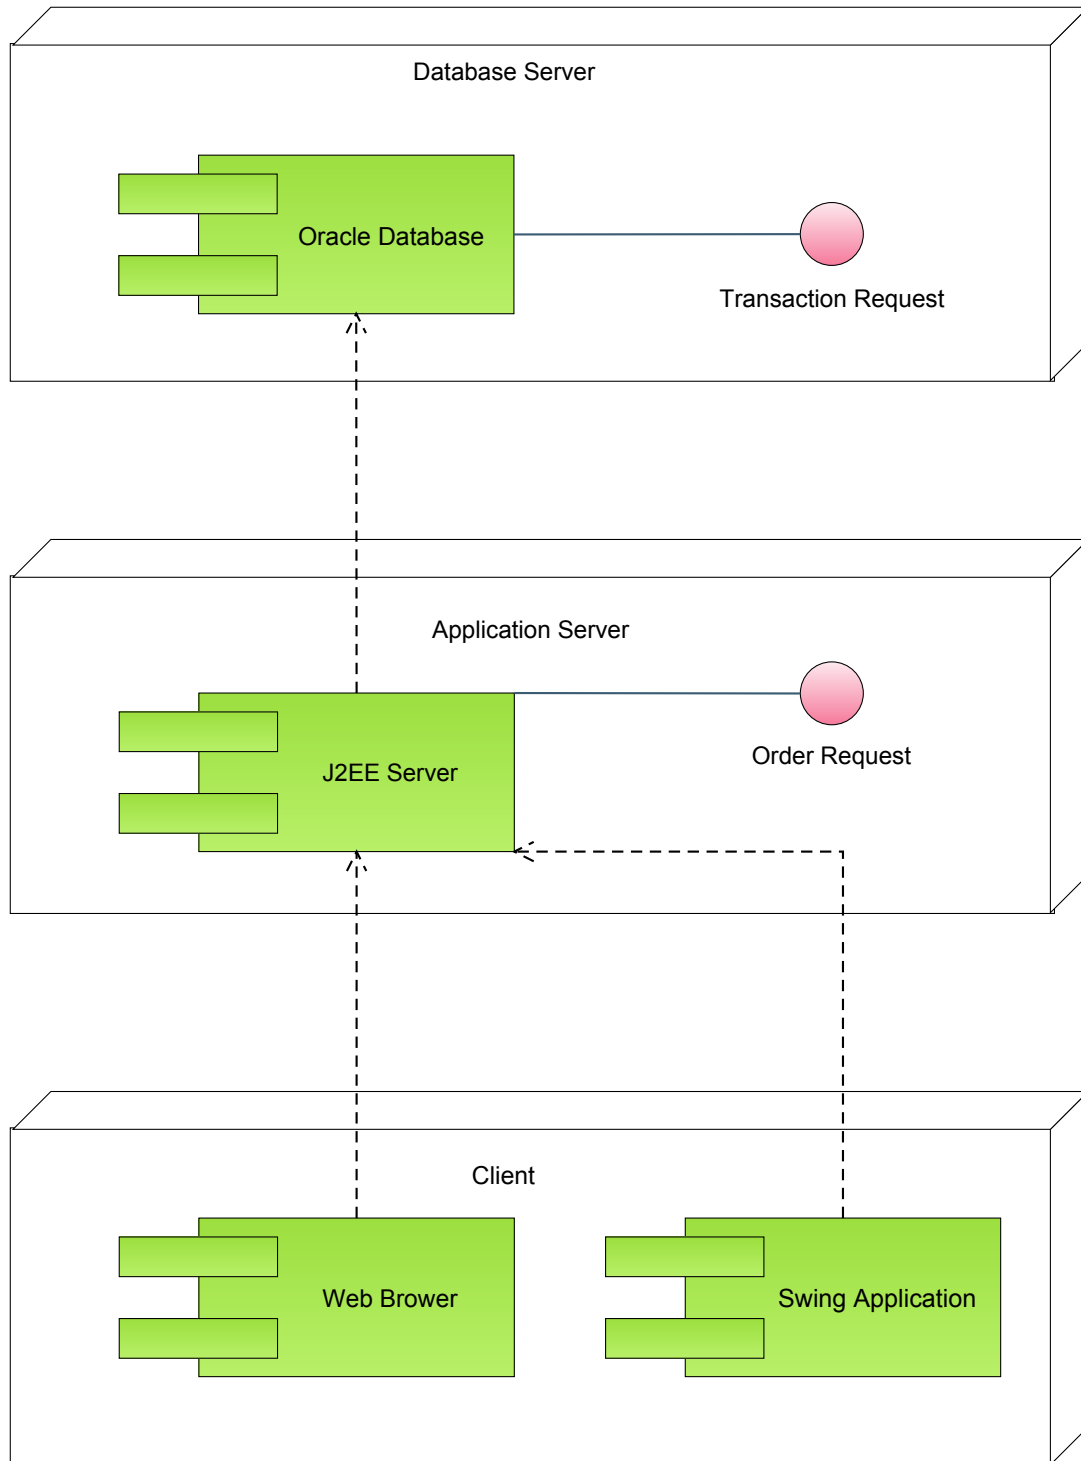 Database Server
Oracle Database
Transaction Request
Application Server
J2EE Server
Order Request
Client
Web Brower
Swing Application